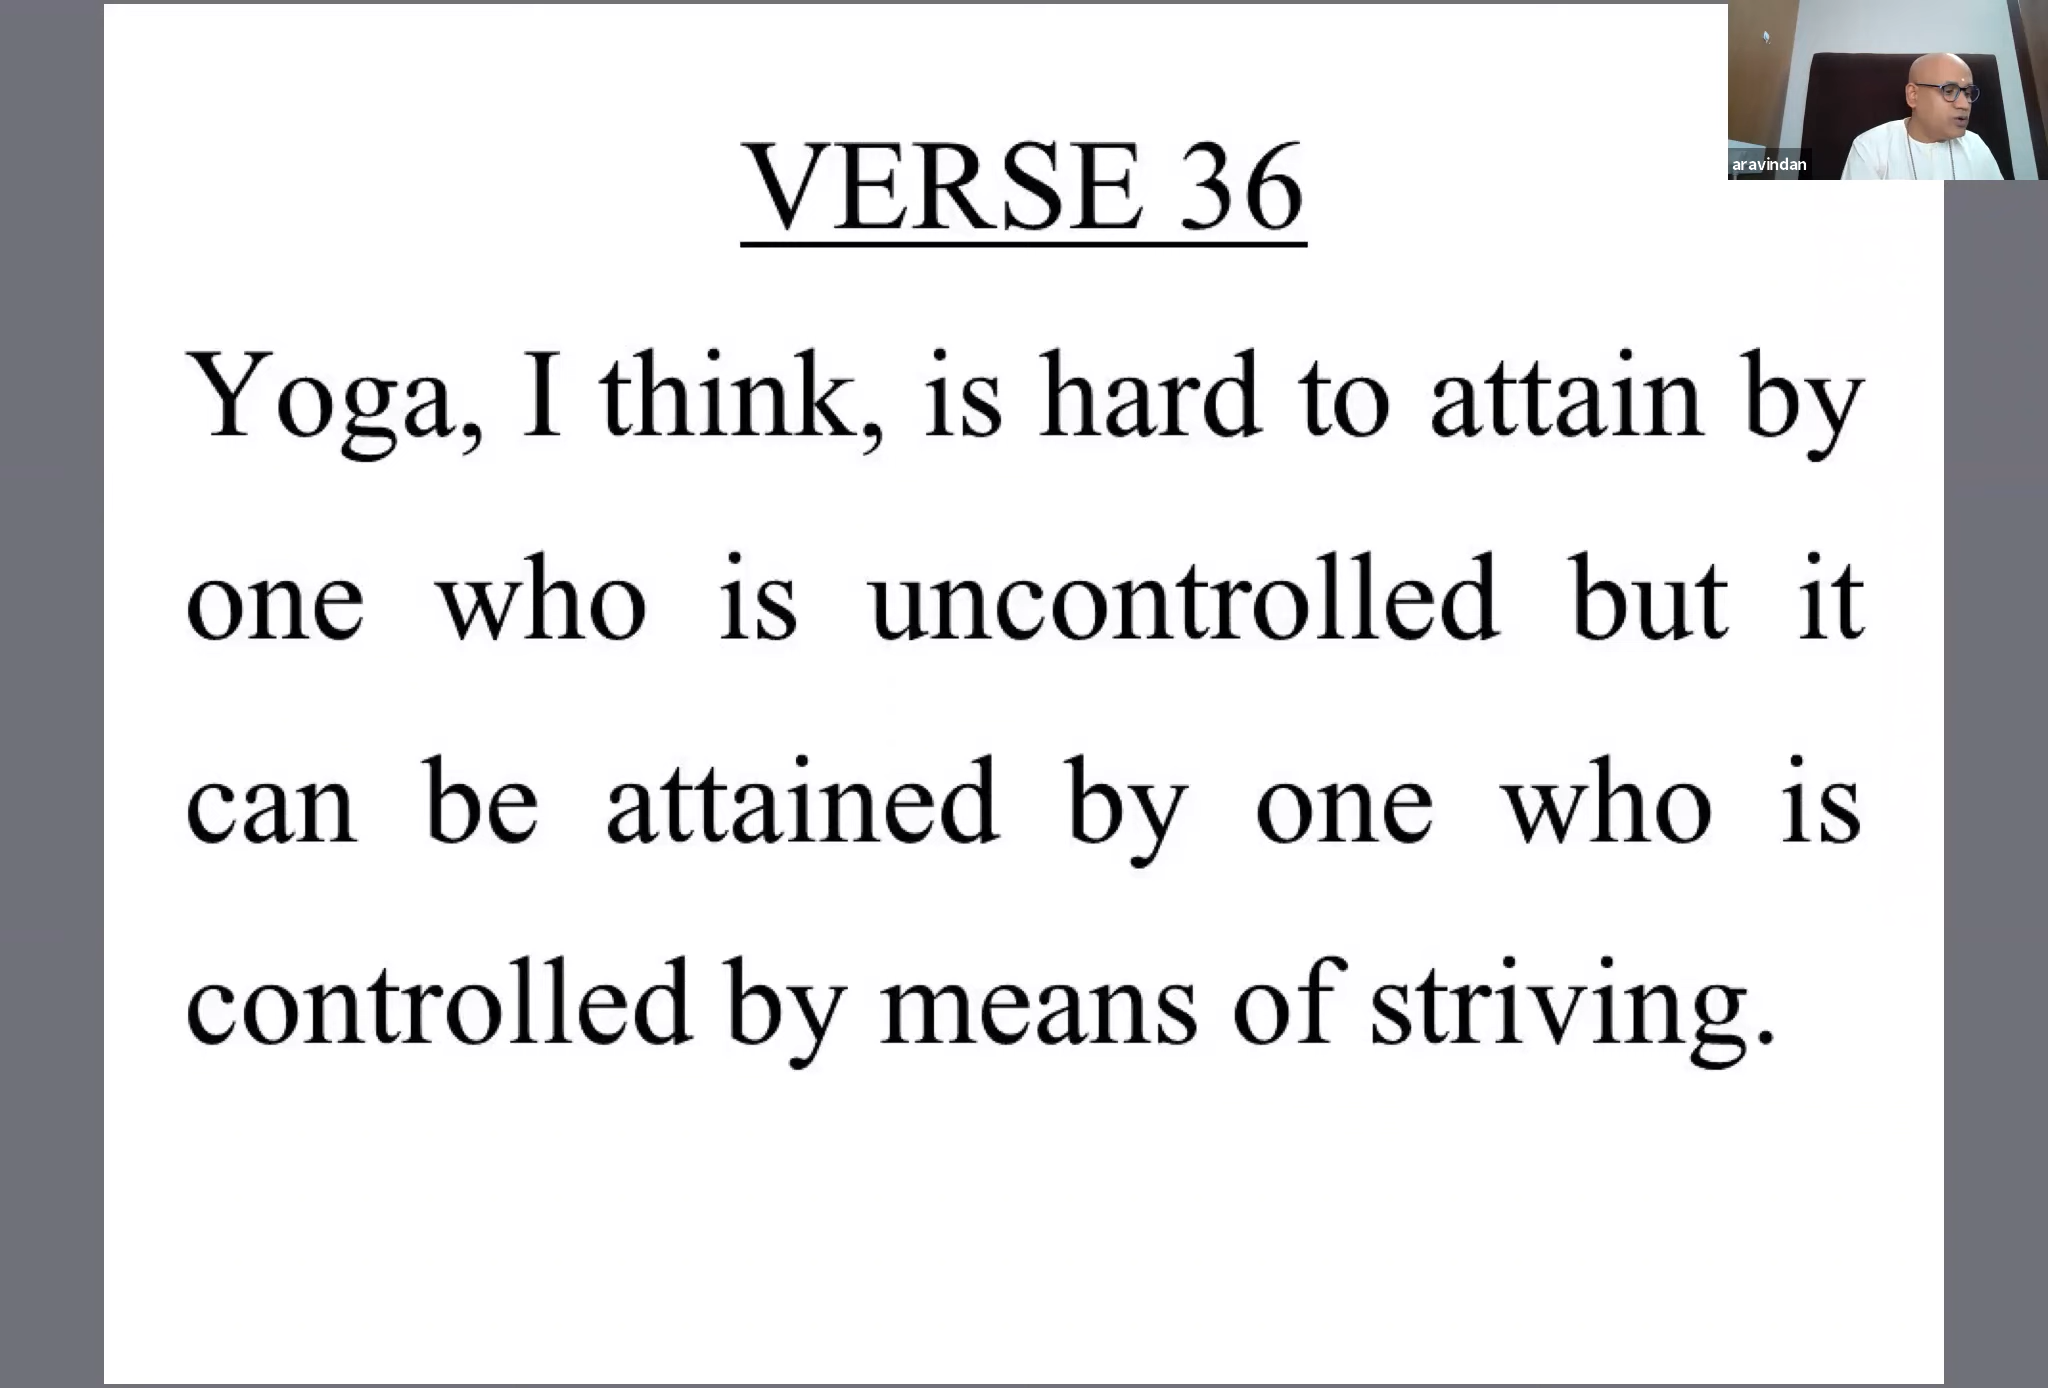 VERSE 36
aravindan
Yoga, I think, is hard to attain by
one who is uncontrolled but it
can be attained by one who is
controlled by means of striving.